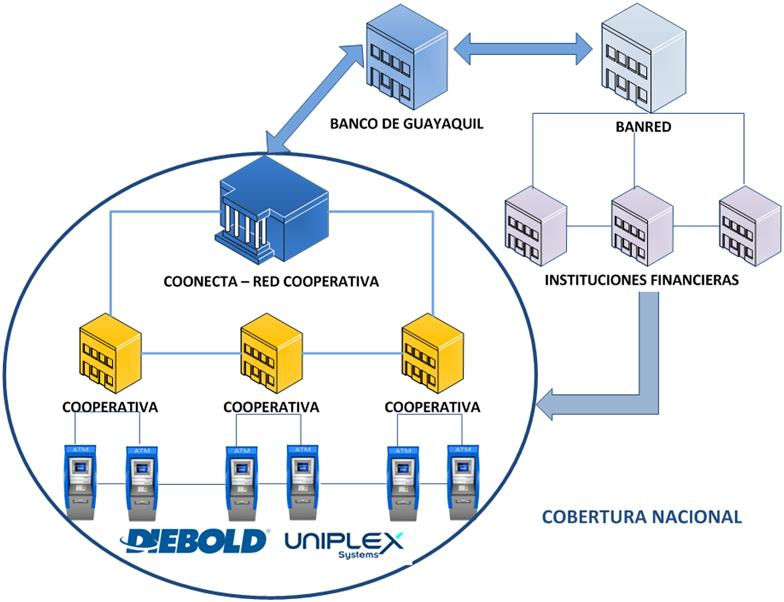 BANCO DE GUAYAQUIL
BANRED
COONECTA – RED COOPERATIVA
INSTITUCIONES FINANCIERAS
COOPERATIVA
COOPERATIVA
COOPERATIVA
ATM
ATM
ATM
ATM
ATM
ATM
DIEBOLD
UNIPLEX
Systems
COBERTURA NACIONAL